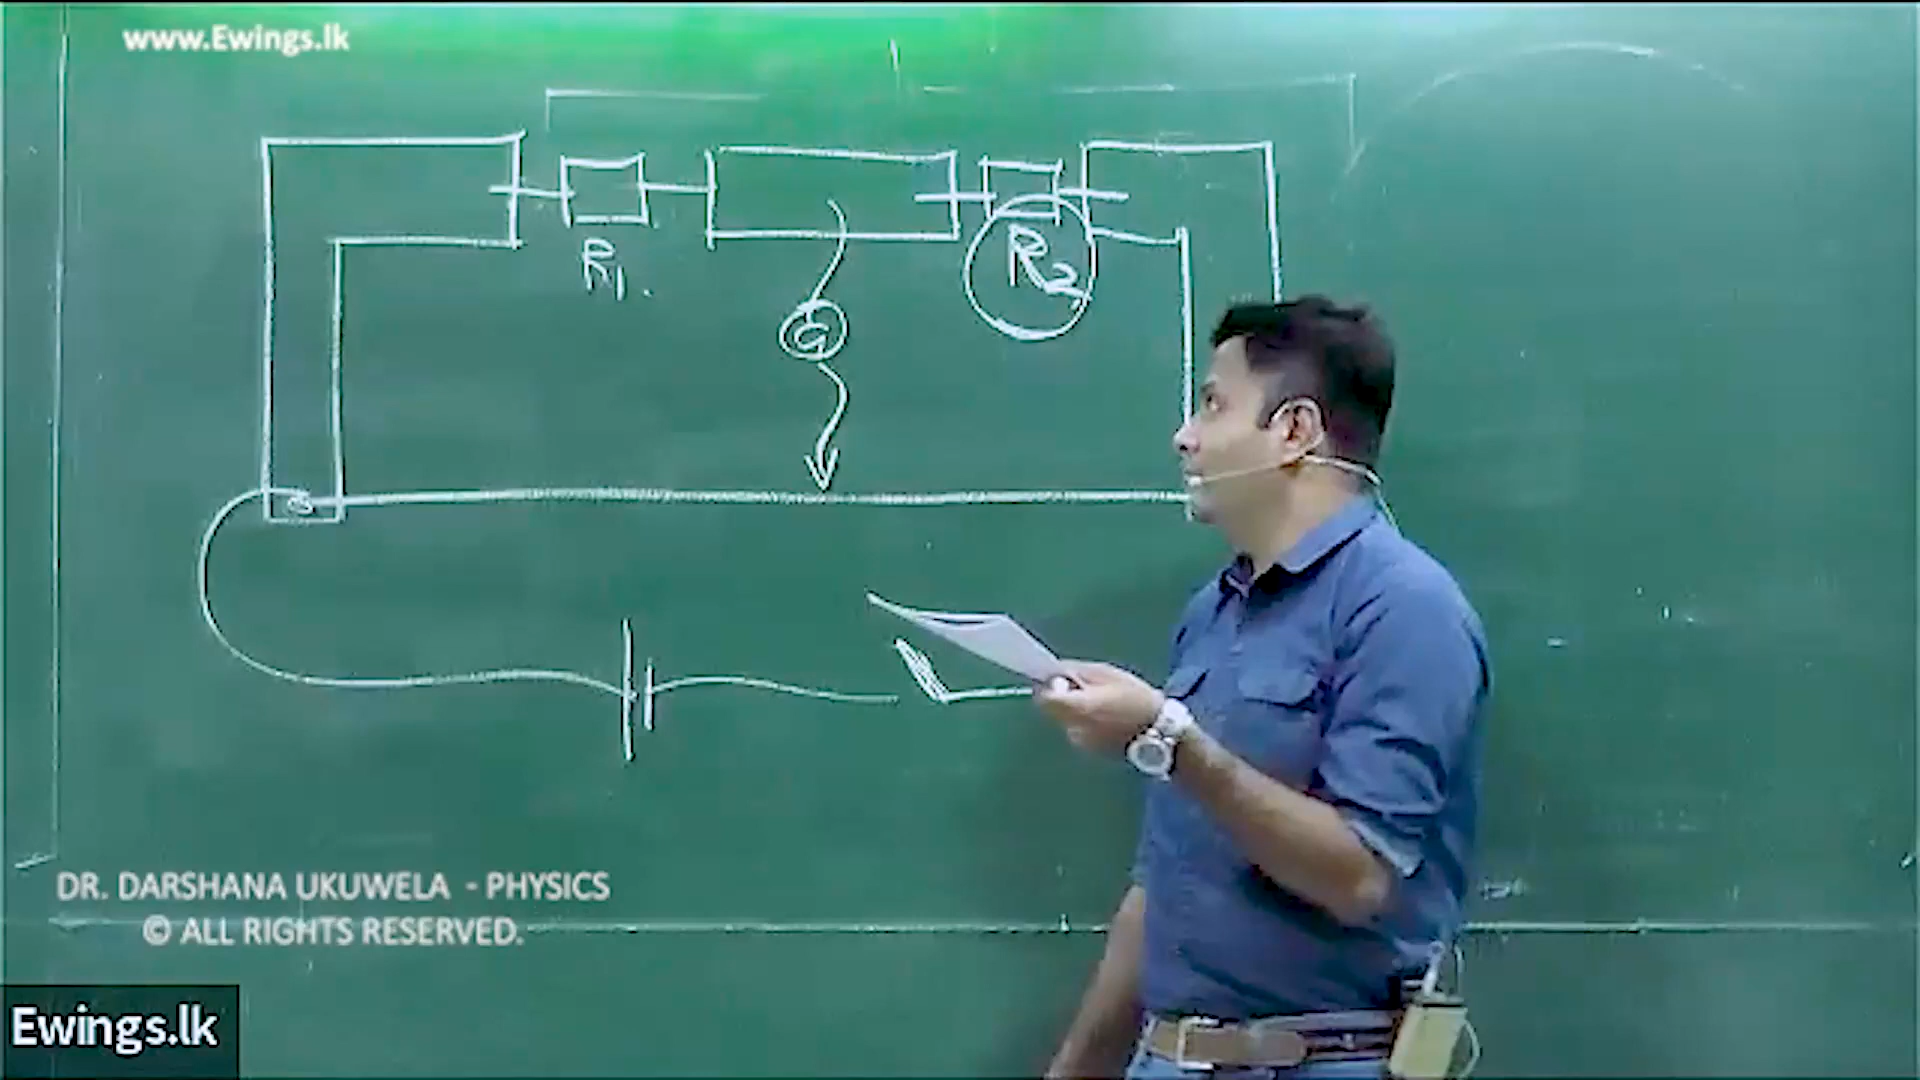 www.Ewings.lk
R1
R2
G
DR. DARSHANA UKUWELA - PHYSICS
© ALL RIGHTS RESERVED.
Ewings.lk